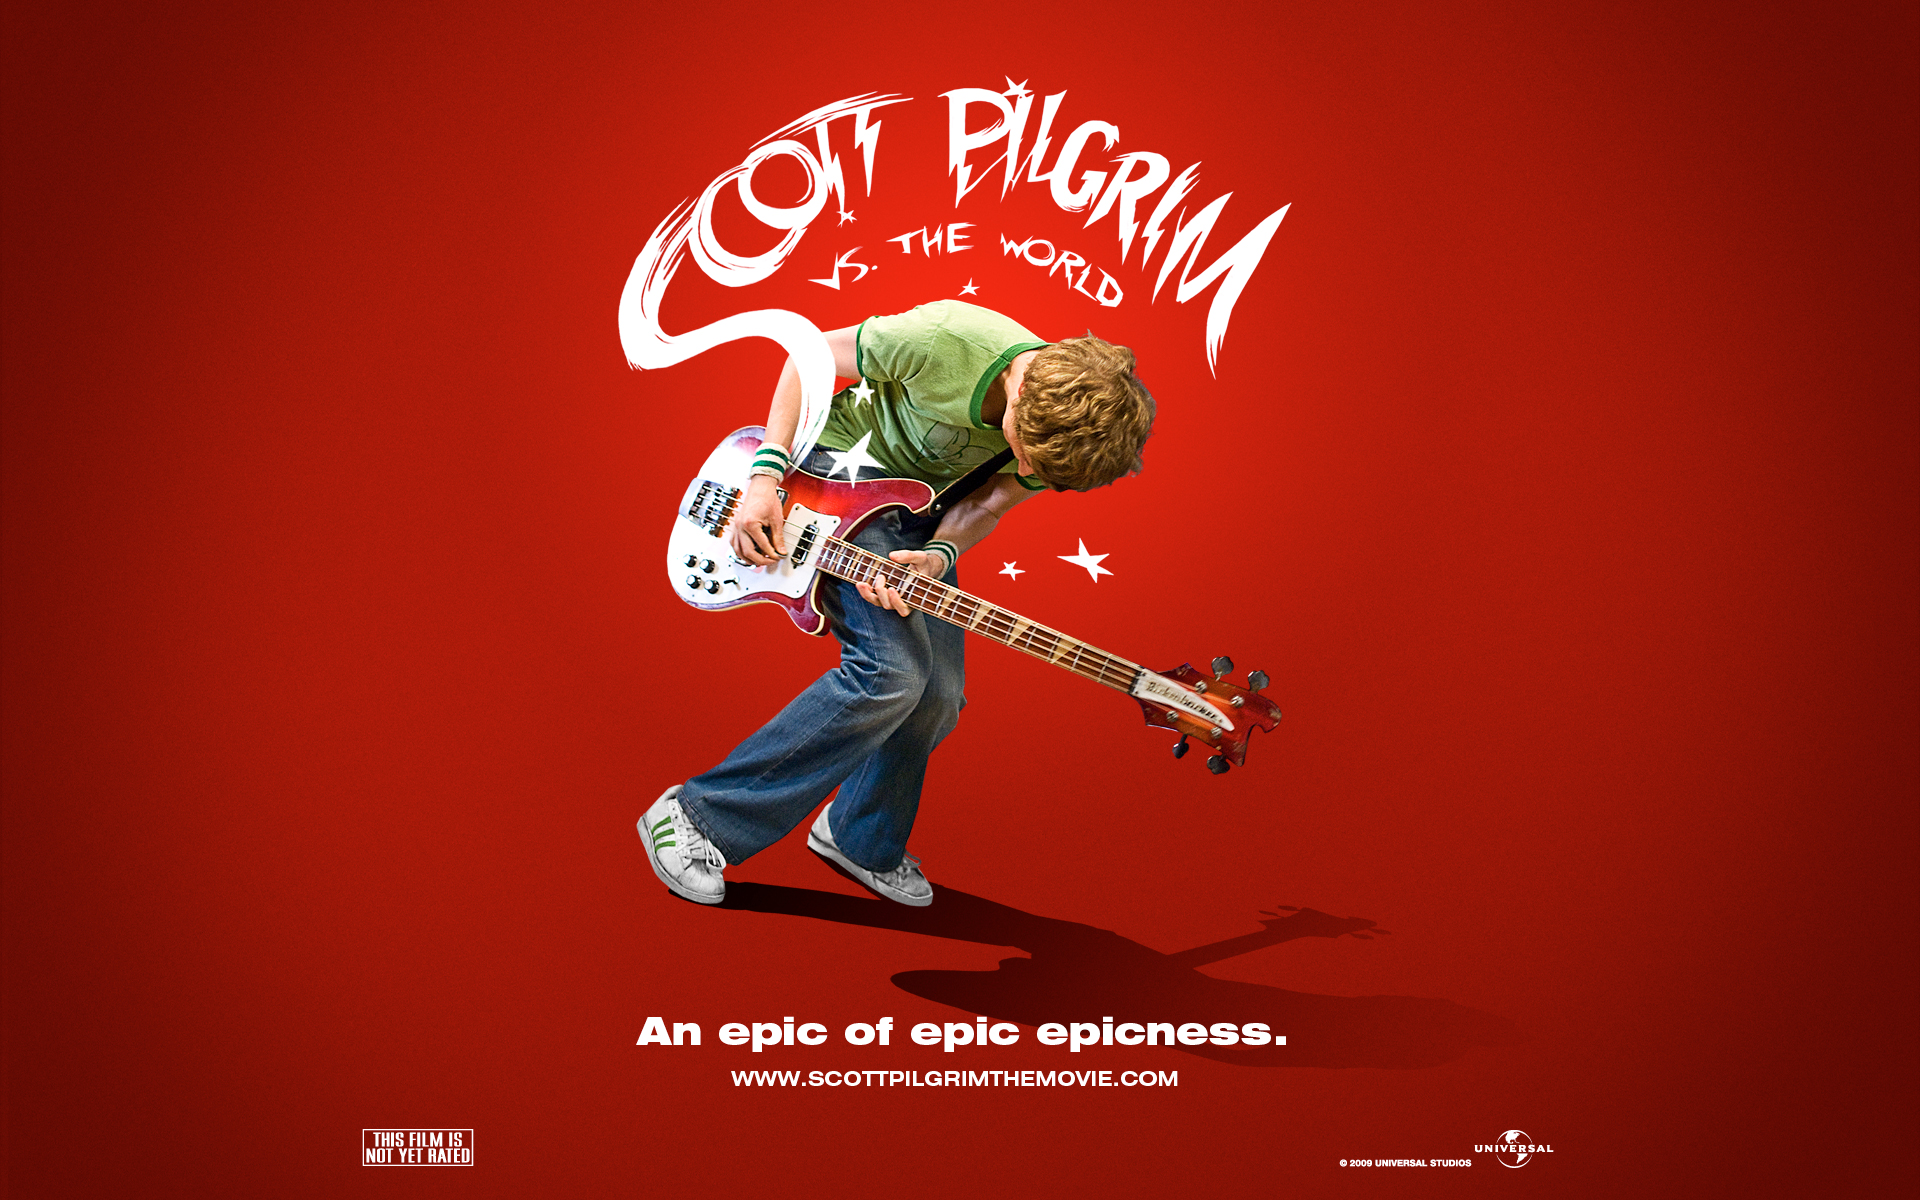 SCOTT PILGRIM
VS. THE WORLD
Rickenbacker
An epic of epic epicness.
WWW.SCOTTPILGRIMTHEMOVIE.COM
THIS FILM IS
NOT YET RATED
© 2009 UNIVERSAL STUDIOS
UNIVERSAL